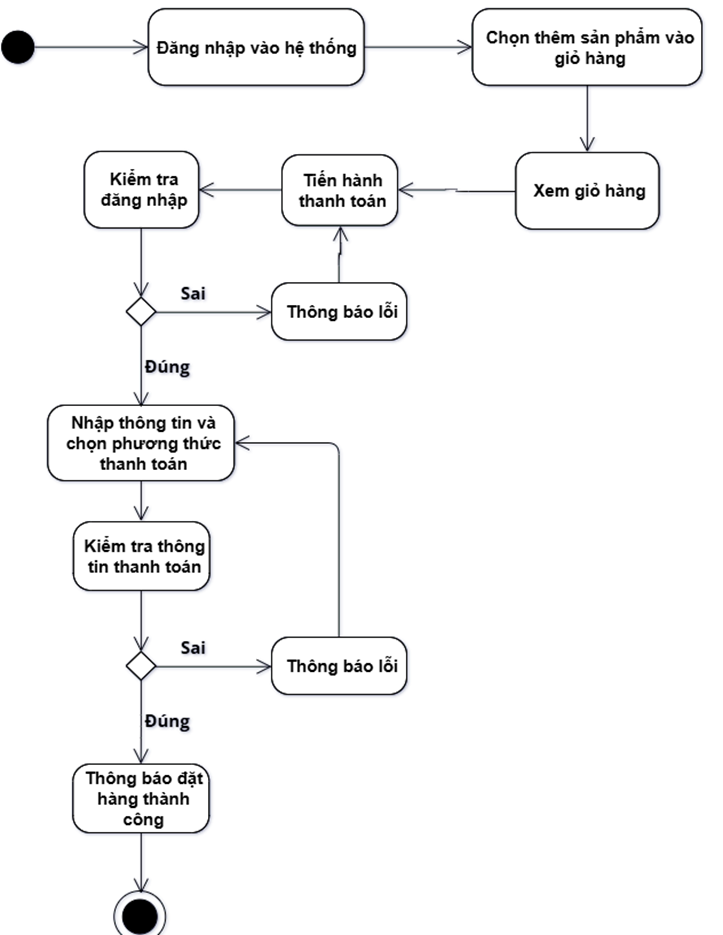 Đăng nhập vào hệ thống
Chọn thêm sản phẩm vào
giỏ hàng
Xem giỏ hàng
Tiến hành
thanh toán
Kiểm tra
đăng nhập
Sai
Thông báo lỗi
Đúng
Nhập thông tin và
chọn phương thức
thanh toán
Kiểm tra thông
tin thanh toán
Sai
Thông báo lỗi
Đúng
Thông báo đặt
hàng thành
công